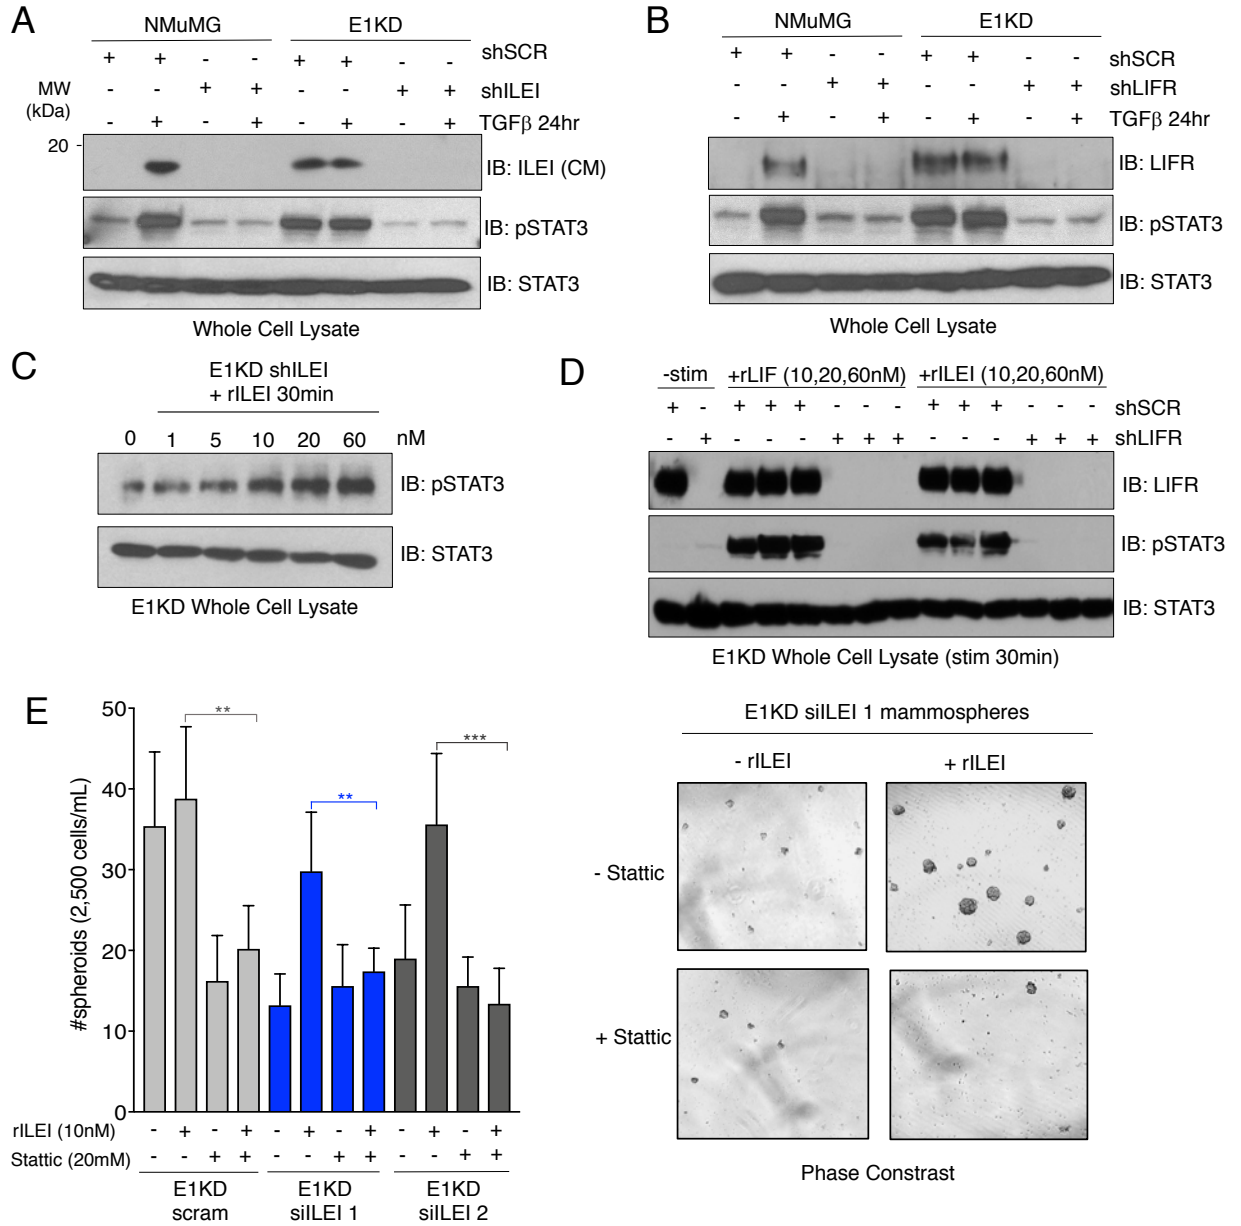 A
NMuMG E1KD
+ + - - + + - - shSCR
MW (kDa)
- - + + - - + + shILEI
- + - + - + - + TGFβ 24hr
20 -
IB: ILEI (CM)
IB: pSTAT3
IB: STAT3
Whole Cell Lysate
B
NMuMG E1KD
+ + - - + + - - shSCR
- - + + - - + + shLIFR
- + - + - + - + TGFβ 24hr
IB: LIFR
IB: pSTAT3
IB: STAT3
Whole Cell Lysate
C
E1KD shILEI
+ rILEI 30min
0 1 5 10 20 60 nM
IB: pSTAT3
IB: STAT3
E1KD Whole Cell Lysate
D
-stim +rLIF (10,20,60nM) +rILEI (10,20,60nM)
+ - + + + - - - + + + - - - shSCR
- + - - - + + + - - - + + + shLIFR
IB: LIFR
IB: pSTAT3
IB: STAT3
E1KD Whole Cell Lysate (stim 30min)
E
#spheroids (2,500 cells/mL)
50
40
30
20
10
0
**
**
***
rILEI (10nM) - + - + - + - + - + - +
Stattic (20mM) - - + + - - + + - - + +
E1KD scram
E1KD siILEI 1
E1KD siILEI 2
E1KD siILEI 1 mammospheres
- rILEI + rILEI
- Stattic
+ Stattic
Phase Constrast